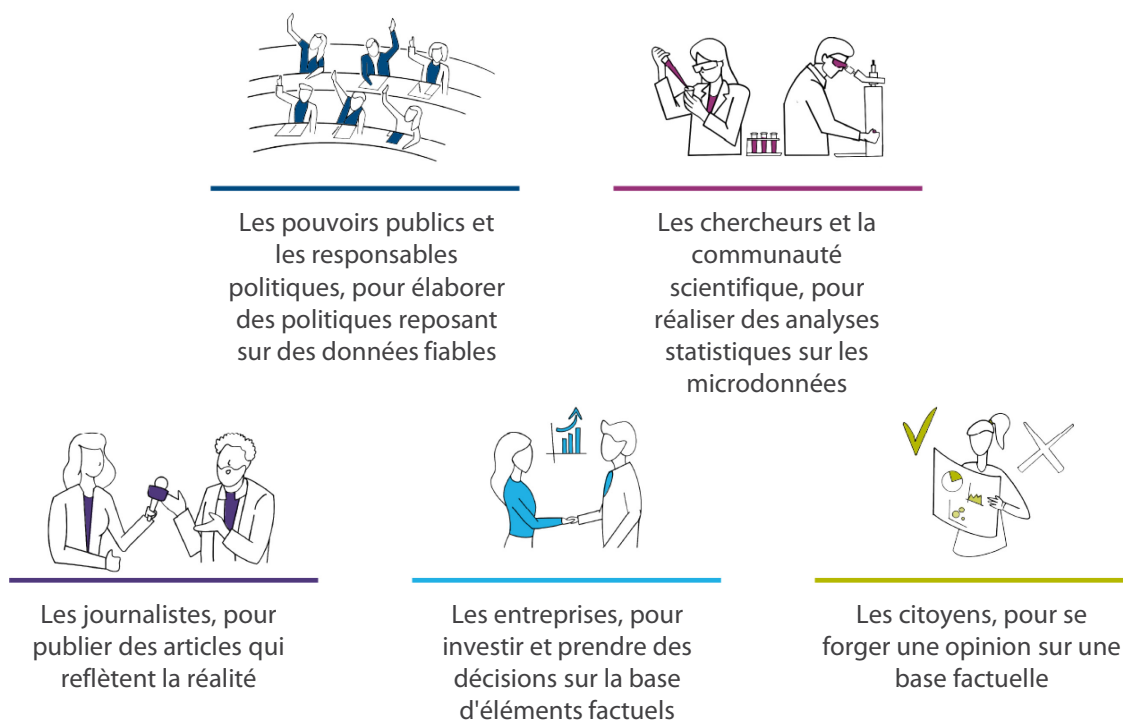 Les pouvoirs publics et
les responsables
politiques, pour élaborer
des politiques reposant
sur des données fiables
Les chercheurs et la
communauté
scientifique, pour
réaliser des analyses
statistiques sur les
microdonnées
Les journalistes, pour
publier des articles qui
reflètent la réalité
Les entreprises, pour
investir et prendre des
décisions sur la base
d'éléments factuels
Les citoyens, pour se
forger une opinion sur une
base factuelle